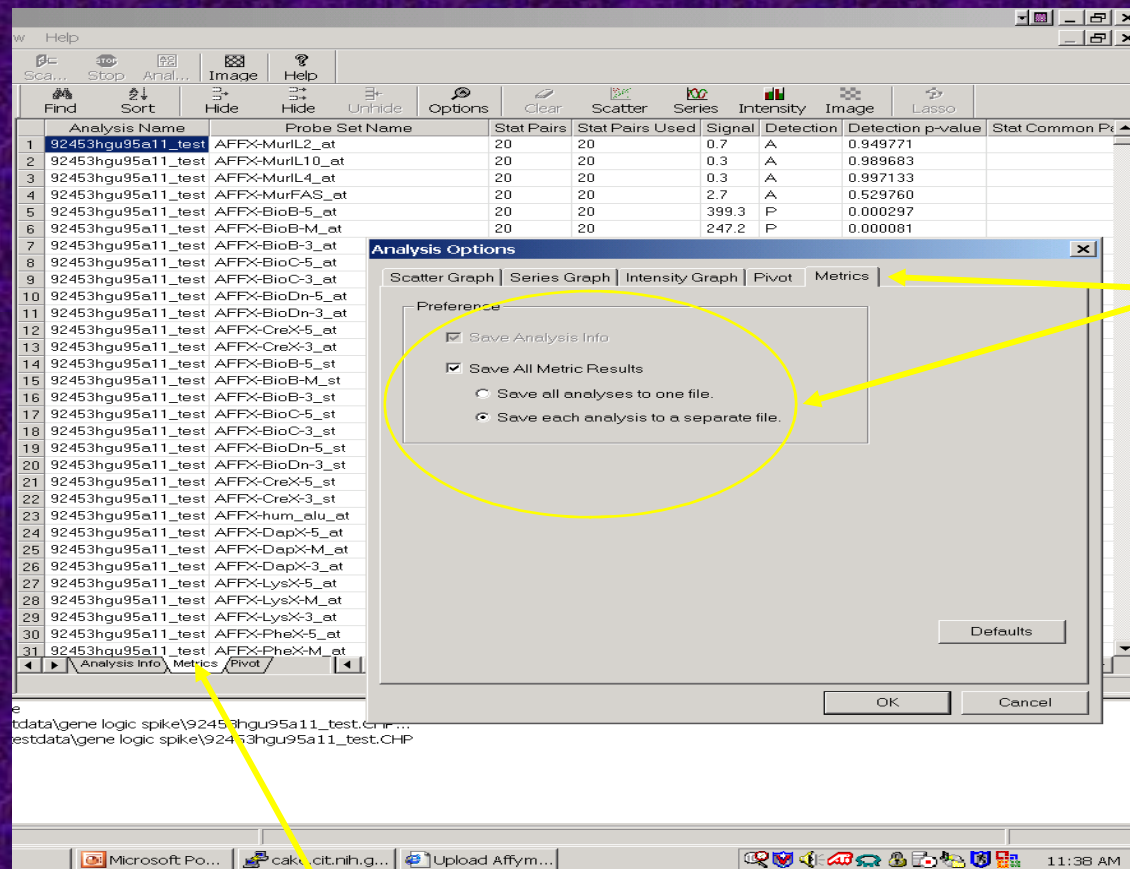 w Help
Sca... Stop Anal... Image Help
Find Sort Hide Hide Unhide Options Clear Scatter Series Intensity Image Lasso
Analysis Name Probe Set Name Stat Pairs Stat Pairs Used Signal Detection Detection p-value Stat Common Pa
1 92453hgu95a11_test AFFX-MurIL2_at 20 20 0.7 A 0.949771
2 92453hgu95a11_test AFFX-MurIL10_at 20 20 0.3 A 0.989683
3 92453hgu95a11_test AFFX-MurIL4_at 20 20 0.3 A 0.997133
4 92453hgu95a11_test AFFX-MurFAS_at 20 20 2.7 A 0.529760
5 92453hgu95a11_test AFFX-BioB-5_at 20 20 399.3 P 0.000297
6 92453hgu95a11_test AFFX-BioB-M_at 20 20 247.2 P 0.000081
7 92453hgu95a11_test AFFX-BioB-3_at
8 92453hgu95a11_test AFFX-BioC-5_at
9 92453hgu95a11_test AFFX-BioC-3_at
10 92453hgu95a11_test AFFX-BioDn-5_at
11 92453hgu95a11_test AFFX-BioDn-3_at
12 92453hgu95a11_test AFFX-CreX-5_at
13 92453hgu95a11_test AFFX-CreX-3_at
14 92453hgu95a11_test AFFX-BioB-5_st
15 92453hgu95a11_test AFFX-BioB-M_st
16 92453hgu95a11_test AFFX-BioB-3_st
17 92453hgu95a11_test AFFX-BioC-5_st
18 92453hgu95a11_test AFFX-BioC-3_st
19 92453hgu95a11_test AFFX-BioDn-5_st
20 92453hgu95a11_test AFFX-BioDn-3_st
21 92453hgu95a11_test AFFX-CreX-5_st
22 92453hgu95a11_test AFFX-CreX-3_st
23 92453hgu95a11_test AFFX-hum_alu_at
24 92453hgu95a11_test AFFX-DapX-5_at
25 92453hgu95a11_test AFFX-DapX-M_at
26 92453hgu95a11_test AFFX-DapX-3_at
27 92453hgu95a11_test AFFX-LysX-5_at
28 92453hgu95a11_test AFFX-LysX-M_at
29 92453hgu95a11_test AFFX-LysX-3_at
30 92453hgu95a11_test AFFX-PheX-5_at
31 92453hgu95a11_test AFFX-PheX-M_at
Analysis Info Metrics Pivot
Analysis Options
Scatter Graph Series Graph Intensity Graph Pivot Metrics
Preference
Save Analysis Info
Save All Metric Results
Save all analyses to one file.
Save each analysis to a separate file.
Defaults
OK Cancel
e
tdata\gene logic spike\92453hgu95a11_test.CHP...
estdata\gene logic spike\92453hgu95a11_test.CHP
Microsoft Po... cake.cit.nih.g... Upload Affym... 11:38 AM